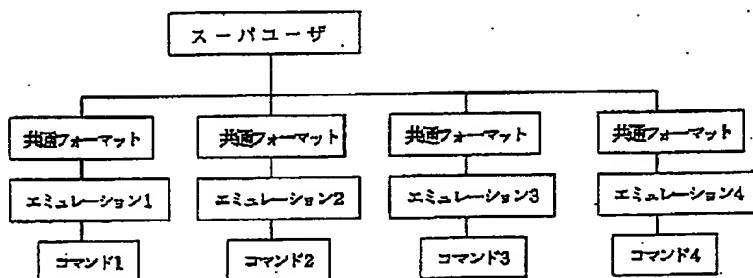 スーパユーザ
共通フォーマット 共通フォーマット 共通フォーマット 共通フォーマット
エミュレーション1 エミュレーション2 エミュレーション3 エミュレーション4
コマンド1 コマンド2 コマンド3 コマンド4